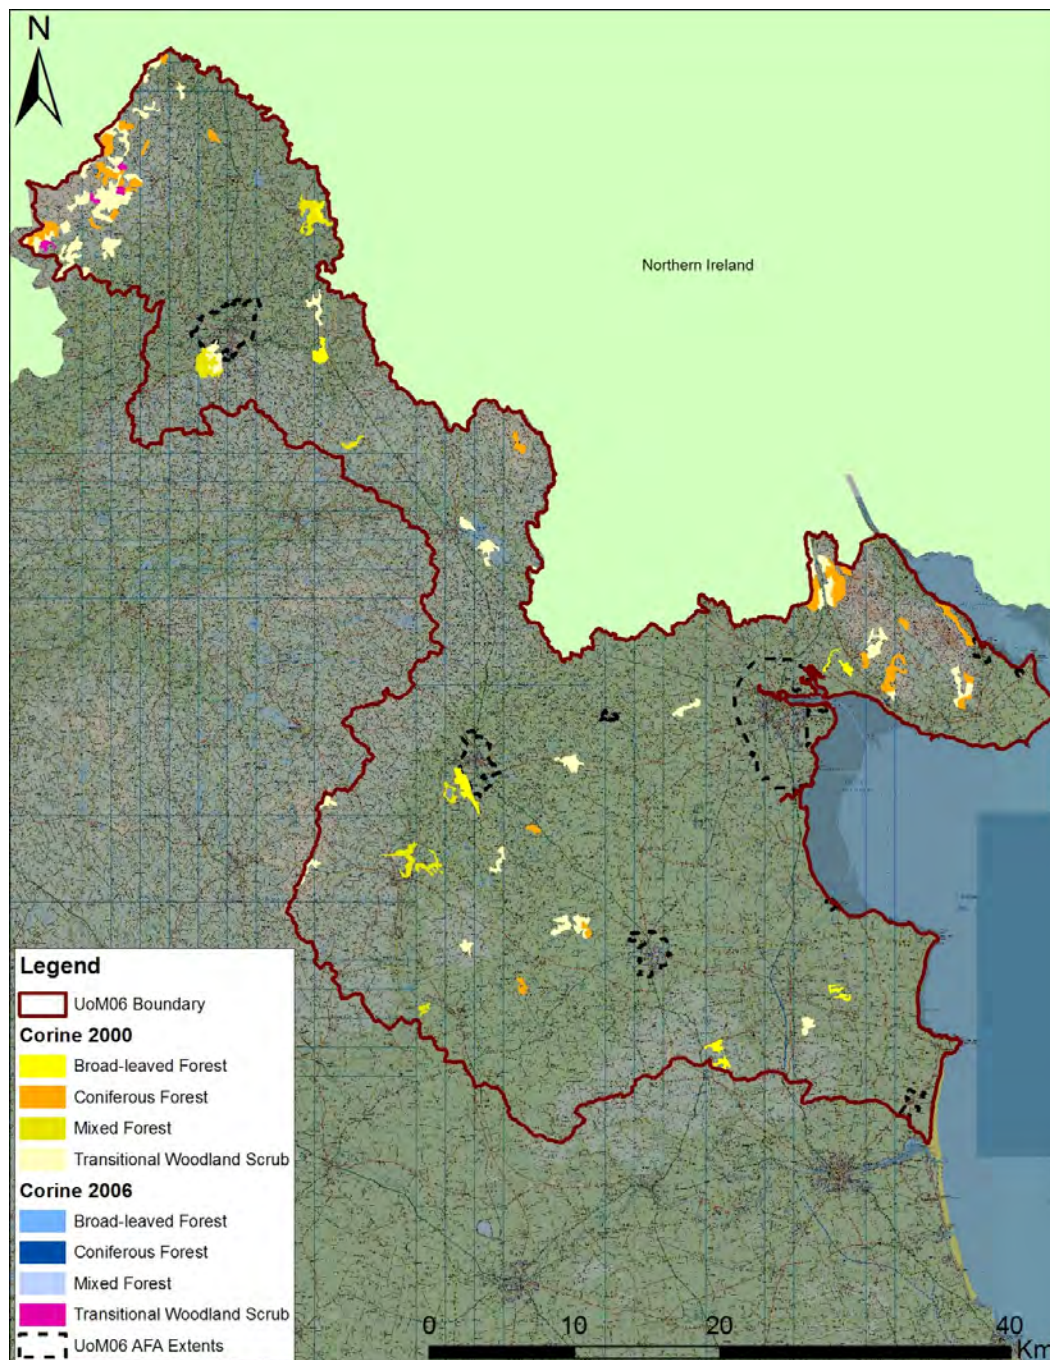 N
Northern Ireland
Legend
UoM06 Boundary
Corine 2000
Broad-leaved Forest
Coniferous Forest
Mixed Forest
Transitional Woodland Scrub
Corine 2006
Broad-leaved Forest
Coniferous Forest
Mixed Forest
Transitional Woodland Scrub
UoM06 AFA Extents
0 10 20 40
Km